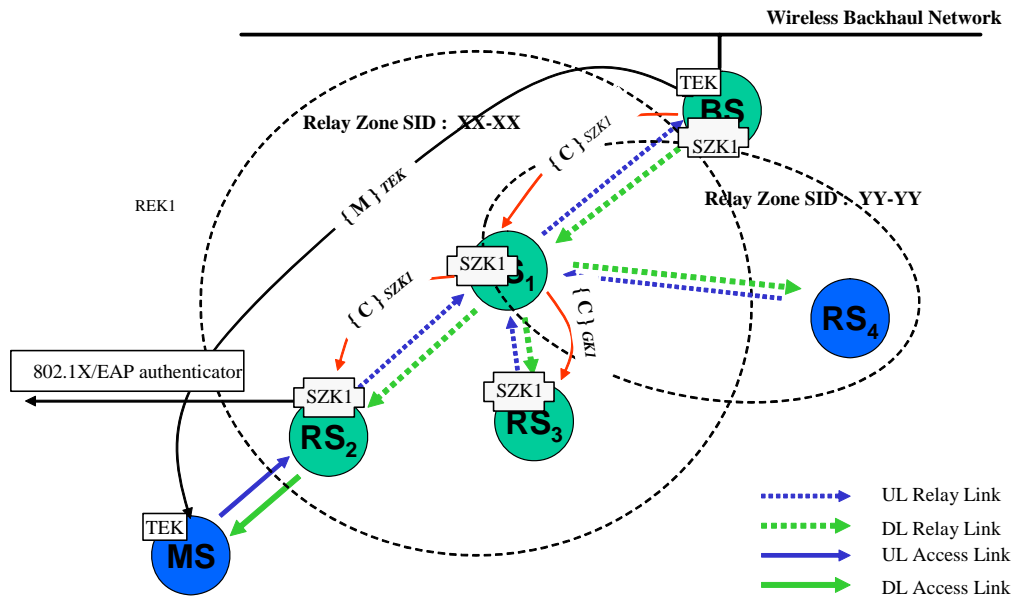 Wireless Backhaul Network
TEK
BS
Relay Zone SID : XX-XX
{ C } SZK1
SZK1
{ M } TEK
Relay Zone SID : YY-YY
REK1
SZK1
S1
{ C } SZK1
{ C } GK1
RS4
802.1X/EAP authenticator
SZK1
SZK1
RS2
RS3
TEK
MS
UL Relay Link
DL Relay Link
UL Access Link
DL Access Link